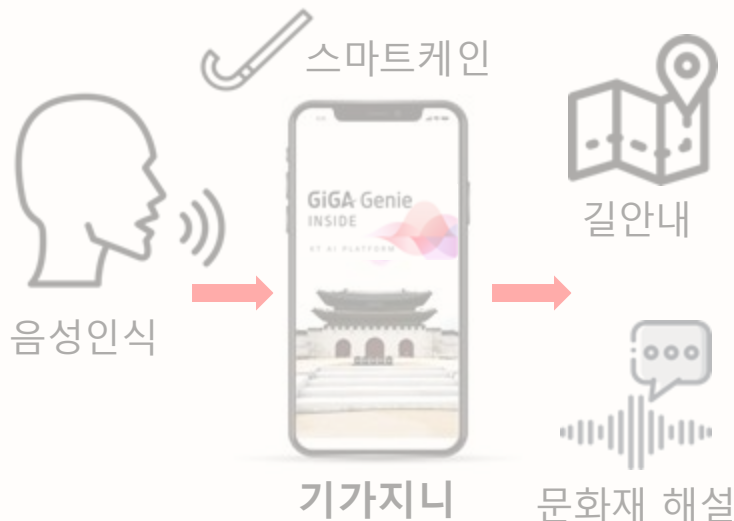 스마트케인
GiGA Genie
INSIDE
KT AI PLATFORM
길안내
음성인식
기가지니
문화재 해설